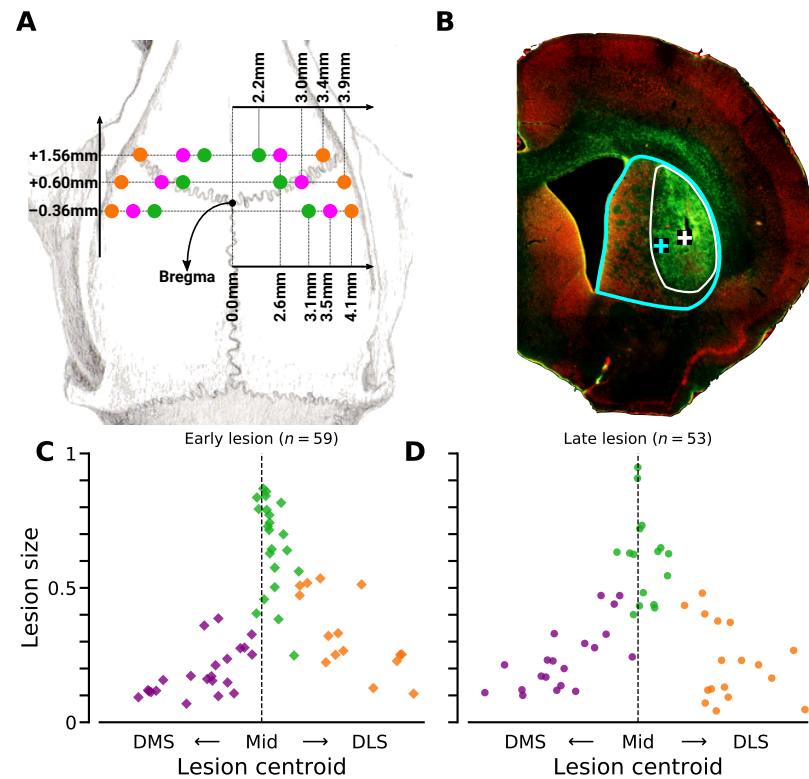 A
B
2.2mm
3.0mm
3.4mm
3.9mm
+1.56mm
+0.60mm
−0.36mm
Bregma
0.0mm
2.6mm
3.1mm
3.5mm
4.1mm
C
Early lesion (n = 59)
D
Late lesion (n = 53)
1
0.5
0
Lesion size
DMS ← Mid → DLS
Lesion centroid
DMS ← Mid → DLS
Lesion centroid